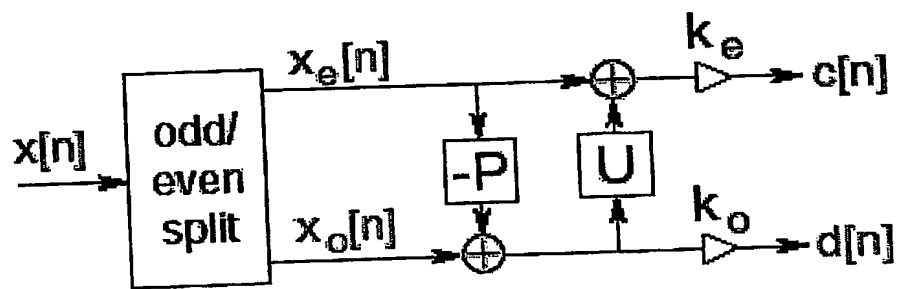 x[n]
odd/
even
split
x_e[n]
x_o[n]
-P
U
k_e
k_o
c[n]
d[n]